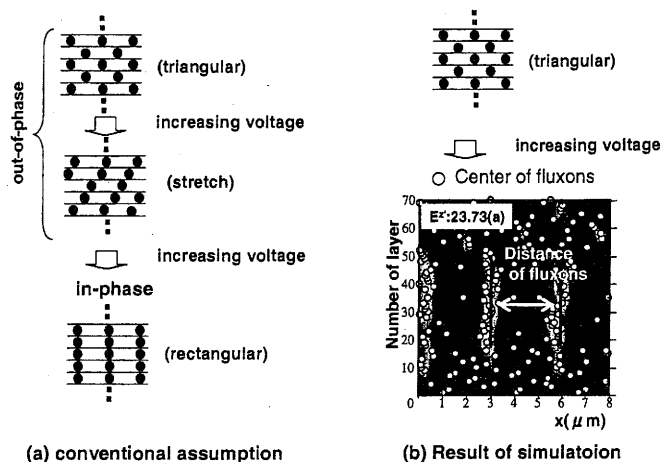 out-of-phase
(triangular)
increasing voltage
(stretch)
increasing voltage
in-phase
(rectangular)
(a) conventional assumption
(triangular)
increasing voltage
Center of fluxons
Number of layer
70
60
50
40
30
20
10
0
E²':23.73(a)
Distance
of fluxons
0 1 2 3 4 5 6 7 8
x(μm)
(b) Result of simulatoion